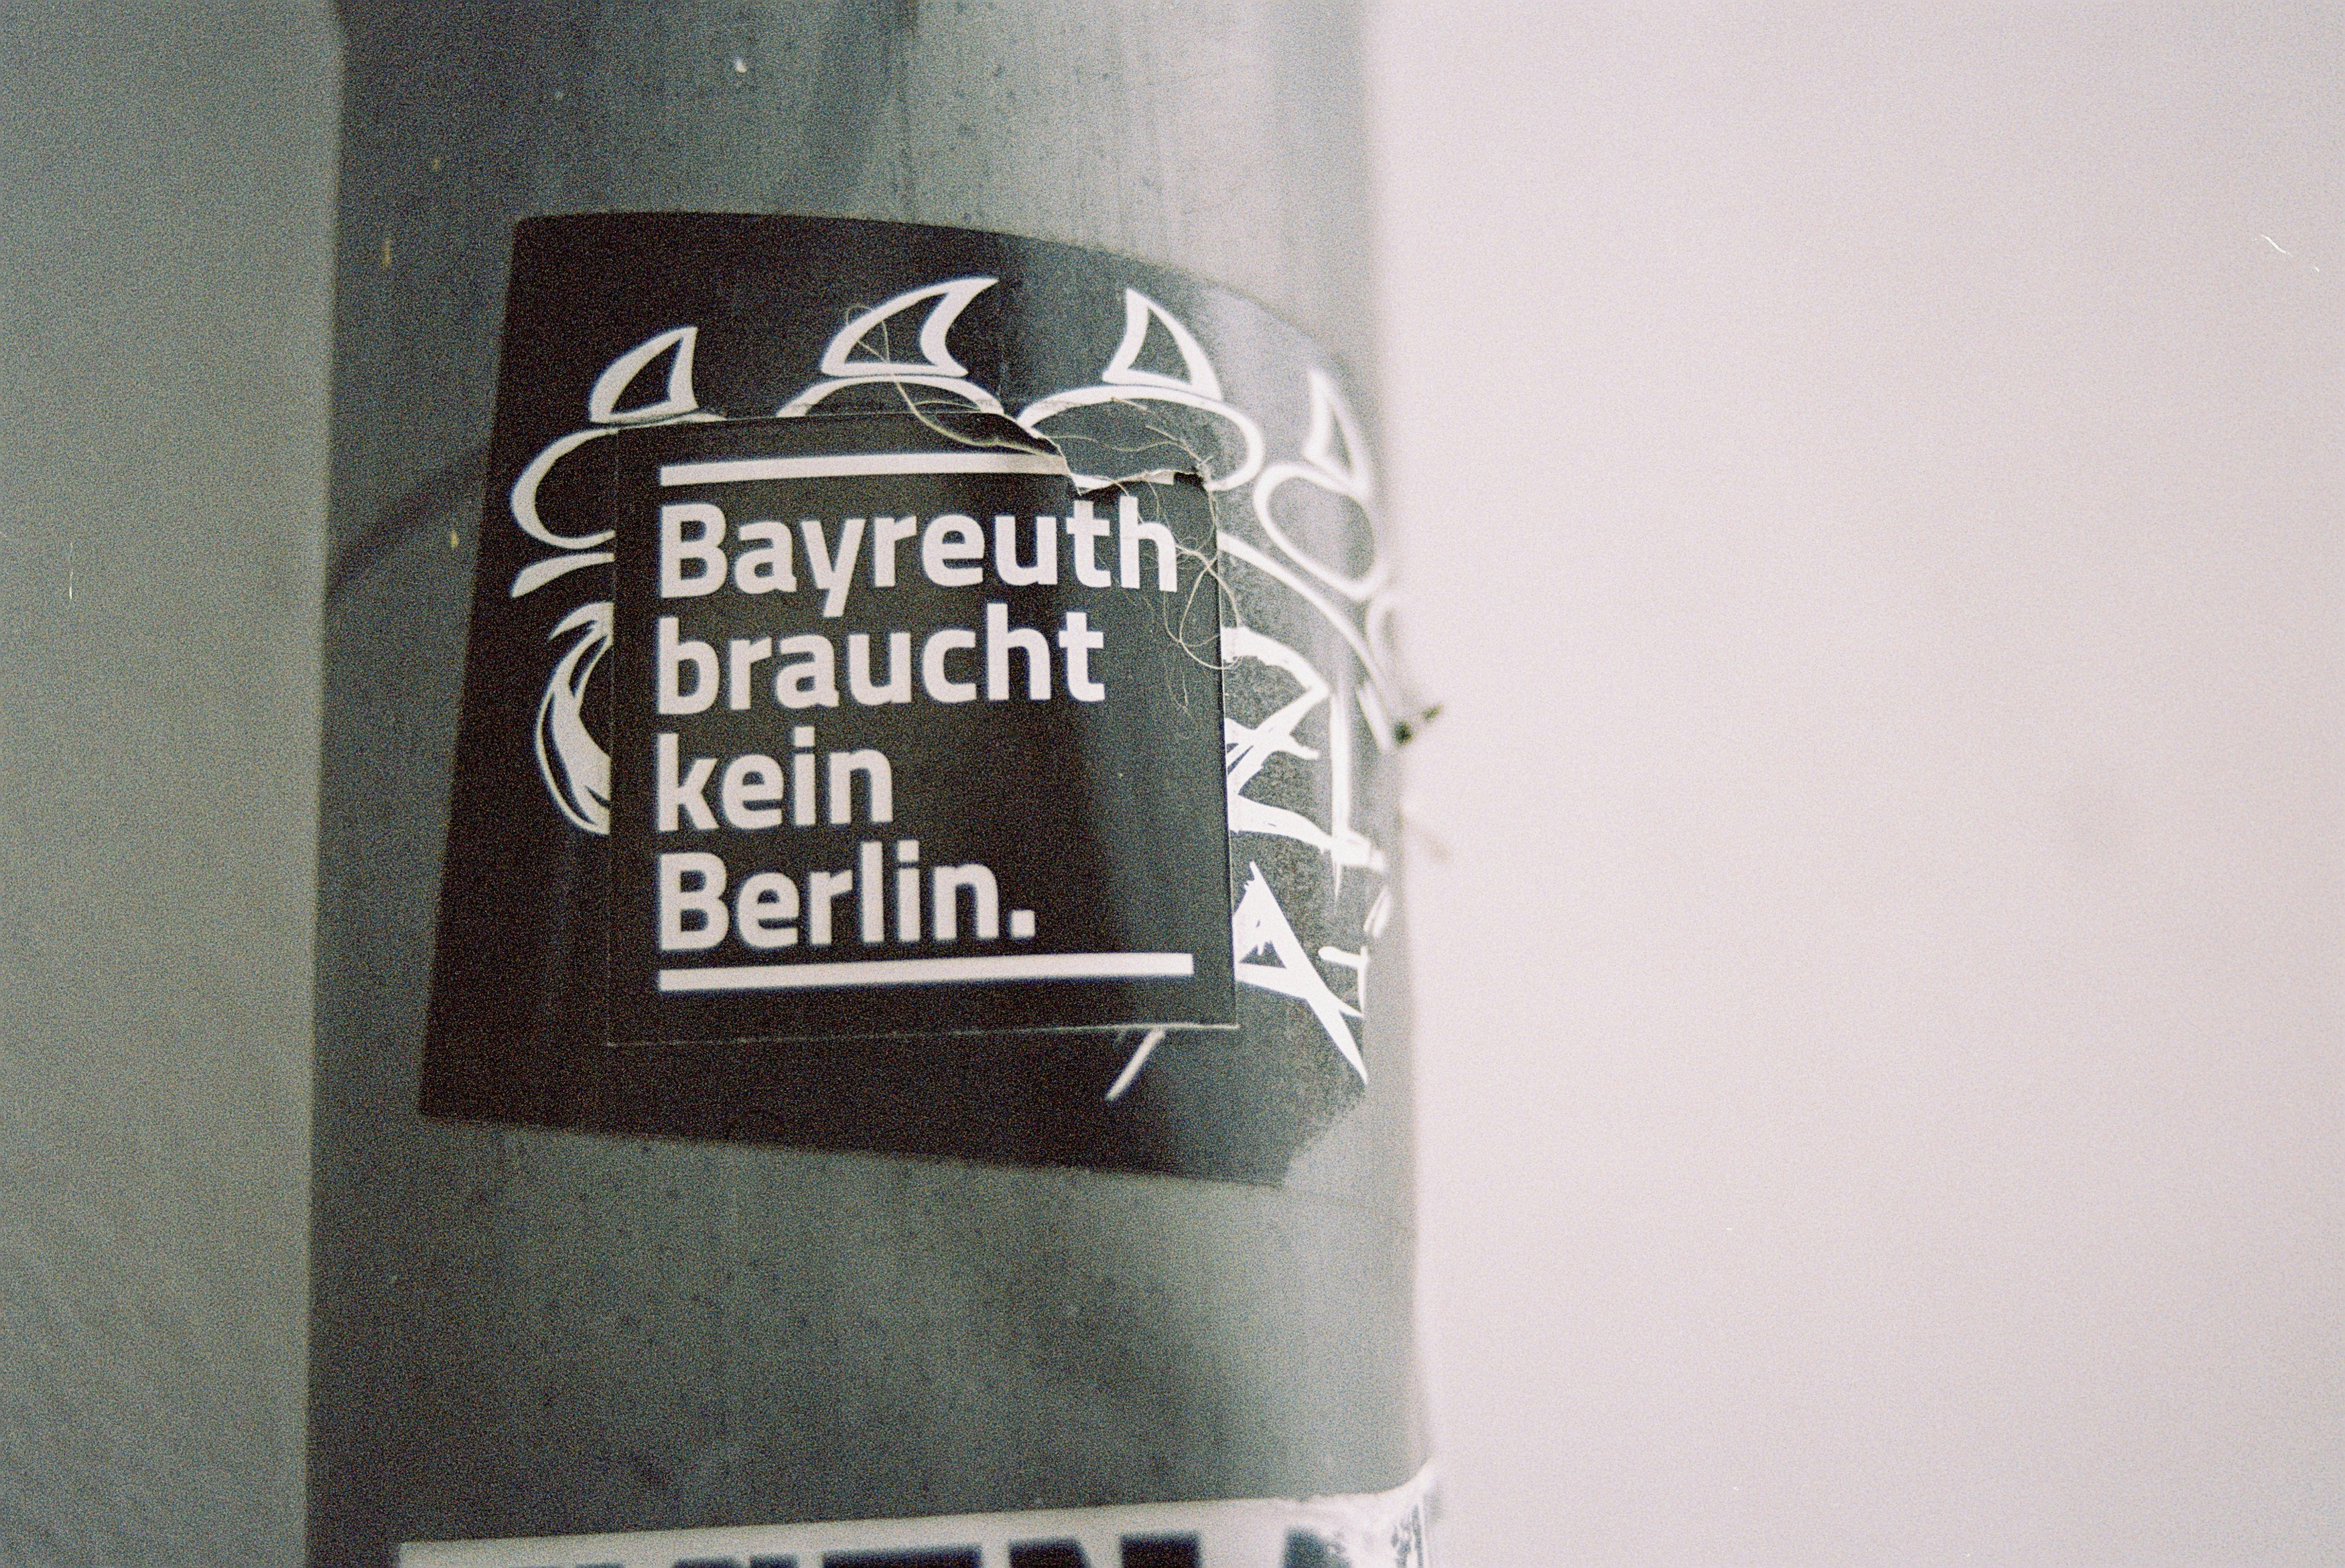 Bayreuth
braucht
kein
Berlin.